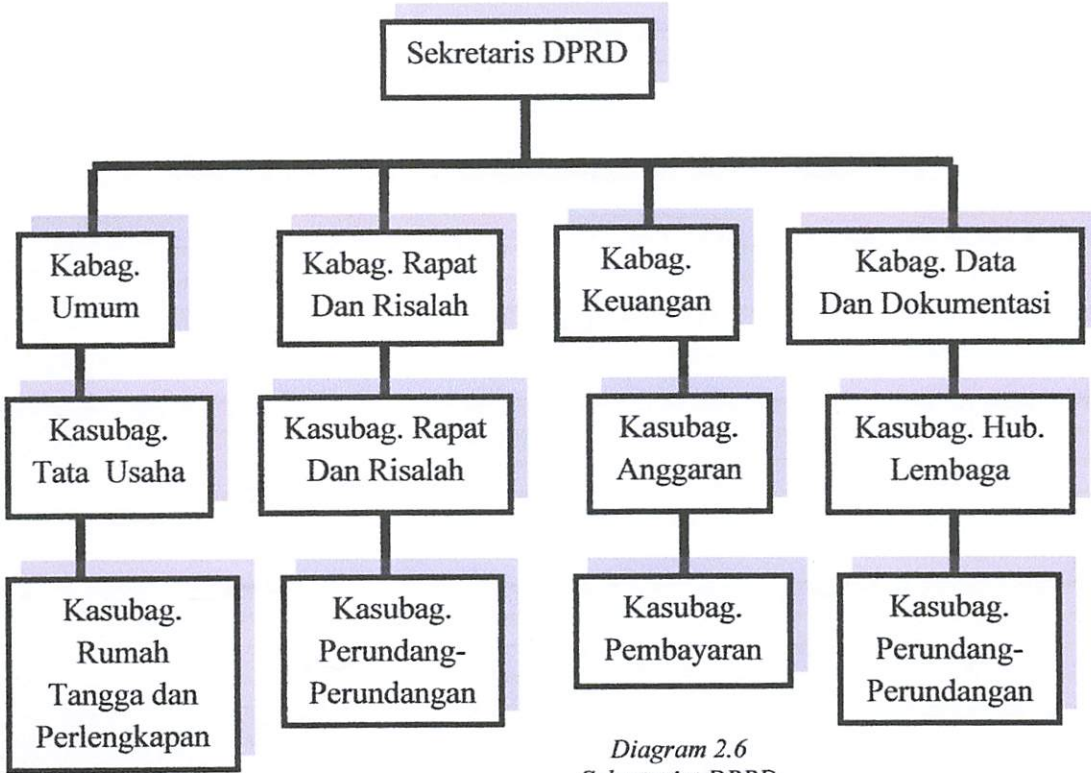 Sekretaris DPRD
Kabag.
Umum
Kabag. Rapat
Dan Risalah
Kabag.
Keuangan
Kabag. Data
Dan Dokumentasi
Kasubag.
Tata Usaha
Kasubag. Rapat
Dan Risalah
Kasubag.
Anggaran
Kasubag. Hub.
Lembaga
Kasubag.
Rumah
Tangga dan
Perlengkapan
Kasubag.
Perundang-
Perundangan
Kasubag.
Pembayaran
Kasubag.
Perundang-
Perundangan
Diagram 2.6